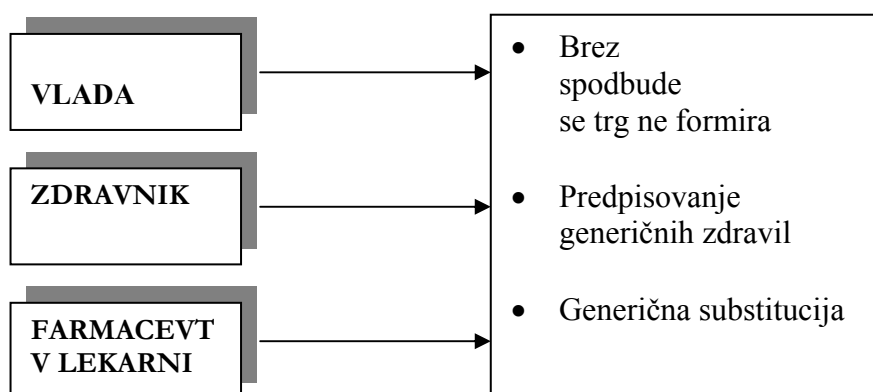 VLADA
• Brez
spodbude
se trg ne formira
ZDRAVNIK
• Predpisovanje
generičnih zdravil
FARMACEVT
V LEKARNI
• Generična substitucija